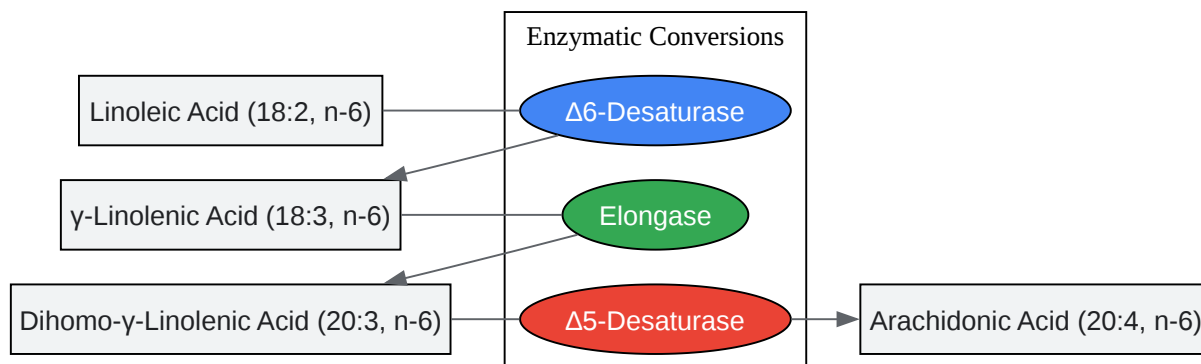 Enzymatic Conversions
Linoleic Acid (18:2, n-6)
Δ6-Desaturase
γ-Linolenic Acid (18:3, n-6)
Elongase
Dihomo-γ-Linolenic Acid (20:3, n-6)
Δ5-Desaturase
Arachidonic Acid (20:4, n-6)